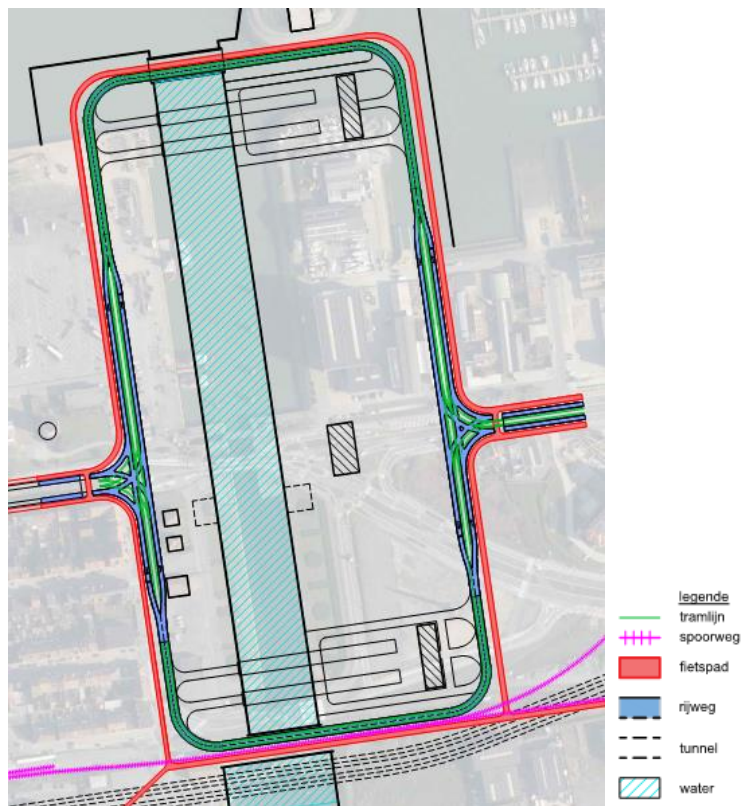 legende
tramlijn
spoorweg
fietspad
rijweg
tunnel
water